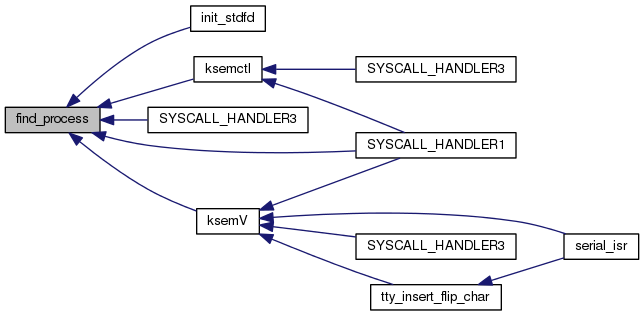 init_stdfd
ksemctl
SYSCALL_HANDLER3
find_process
SYSCALL_HANDLER3
SYSCALL_HANDLER1
ksemV
SYSCALL_HANDLER3
serial_isr
tty_insert_flip_char